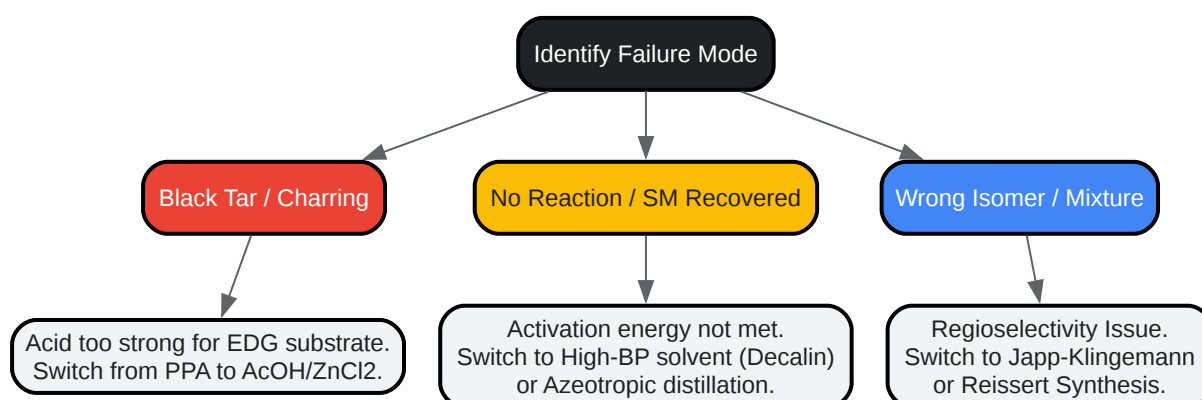 Identify Failure Mode
Black Tar / Charring
No Reaction / SM Recovered
Wrong Isomer / Mixture
Acid too strong for EDG substrate.
Switch from PPA to AcOH/ZnCl2.
Activation energy not met.
Switch to High-BP solvent (Decalin)
or Azeotropic distillation.
Regioselectivity Issue.
Switch to Japp-Klingemann
or Reissert Synthesis.